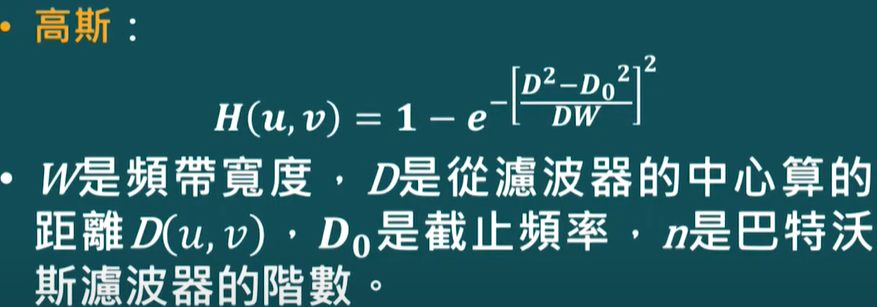 • 高斯：
H(u, v) = 1 − e^{−[\frac{D² − D₀²}{DW}]²}
• W是頻帶寬度，D是從濾波器的中心算的
距離D(u, v)，D₀是截止頻率，n是巴特沃
斯濾波器的階數。